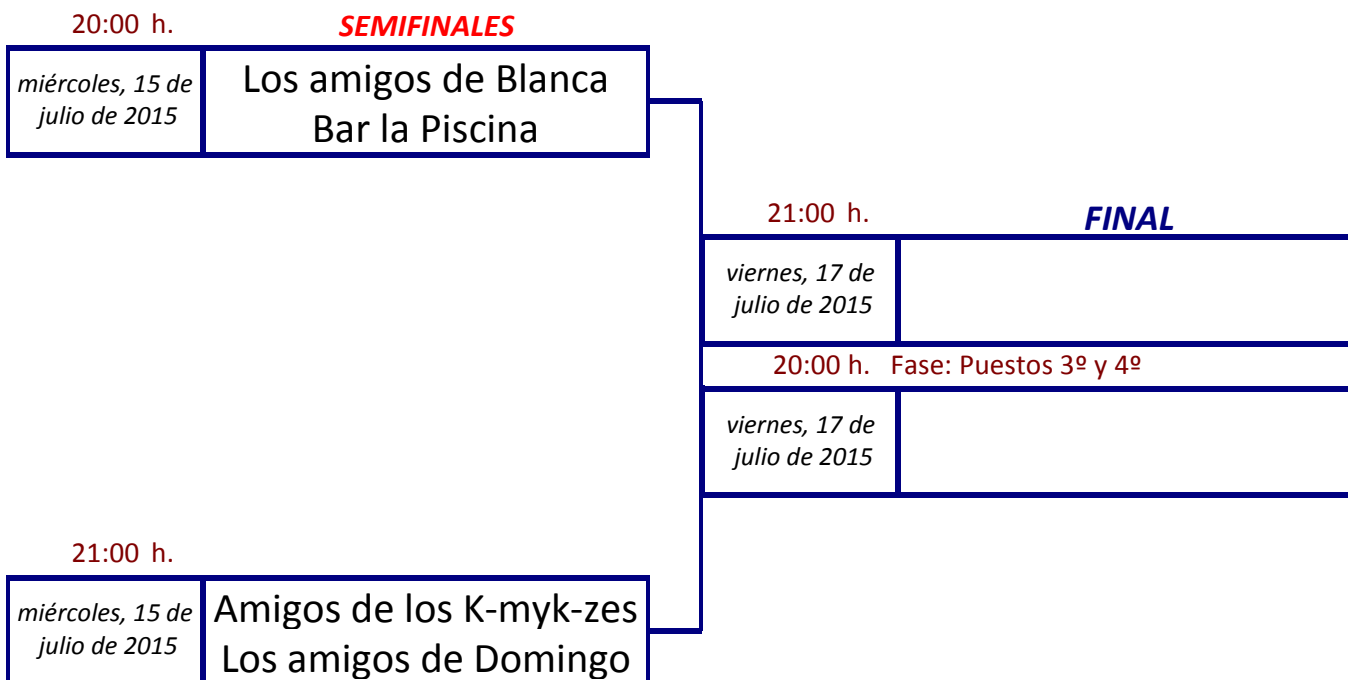 20:00 h.
SEMIFINALES
miércoles, 15 de
julio de 2015
Los amigos de Blanca
Bar la Piscina
21:00 h.
FINAL
viernes, 17 de
julio de 2015
20:00 h. Fase: Puestos 3º y 4º
viernes, 17 de
julio de 2015
21:00 h.
miércoles, 15 de
julio de 2015
Amigos de los K-myk-zes
Los amigos de Domingo